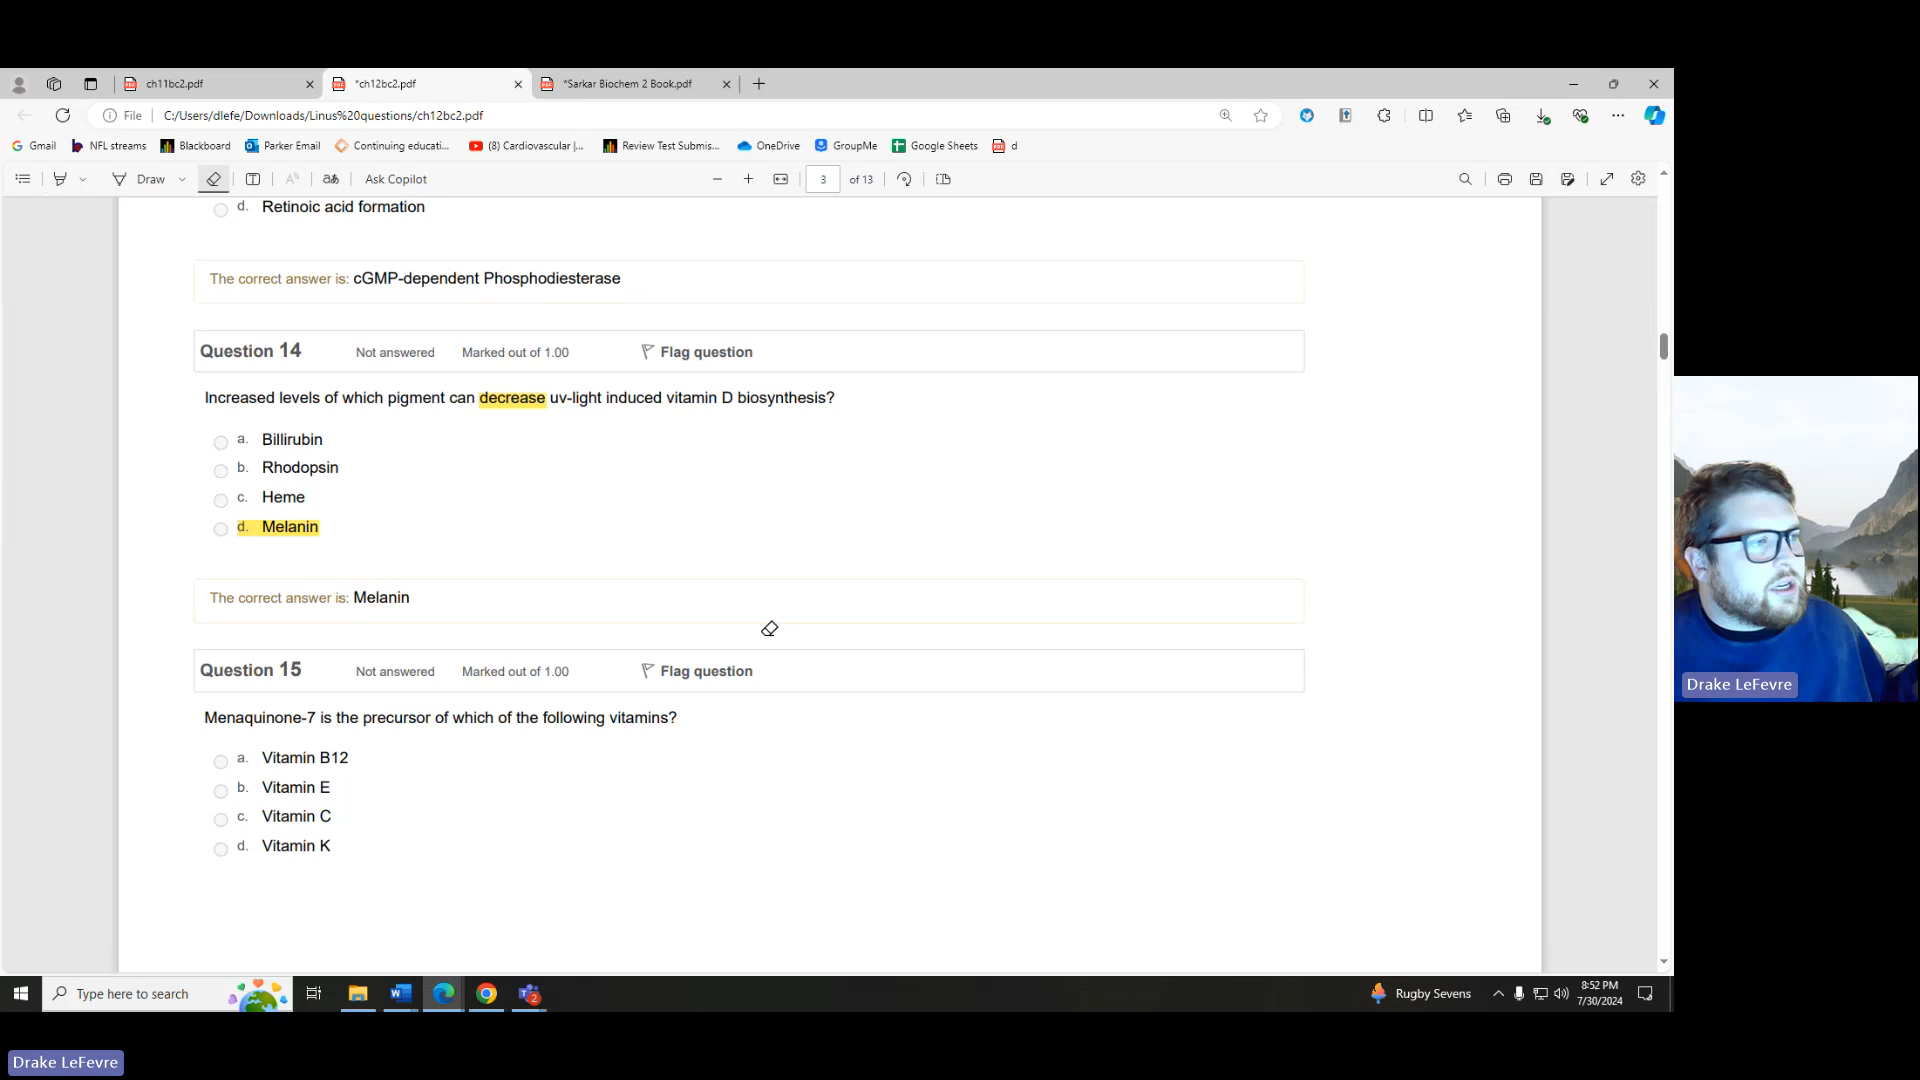 ch11bc2.pdf
*ch12bc2.pdf
*Sarkar Biochem 2 Book.pdf
File
C:/Users/dlefe/Downloads/Linus%20questions/ch12bc2.pdf
Gmail
NFL streams
Blackboard
Parker Email
Continuing educati...
(8) Cardiovascular |...
Review Test Submis...
OneDrive
GroupMe
Google Sheets
d
Draw
Ask Copilot
3
of 13
d. Retinoic acid formation
The correct answer is: cGMP-dependent Phosphodiesterase
Question 14 Not answered Marked out of 1.00 Flag question
Increased levels of which pigment can decrease uv-light induced vitamin D biosynthesis?
a. Billirubin
b. Rhodopsin
c. Heme
d. Melanin
The correct answer is: Melanin
Question 15 Not answered Marked out of 1.00 Flag question
Menaquinone-7 is the precursor of which of the following vitamins?
a. Vitamin B12
b. Vitamin E
c. Vitamin C
d. Vitamin K
Drake LeFevre
Type here to search
2
Rugby Sevens
8:52 PM
7/30/2024
Drake LeFevre